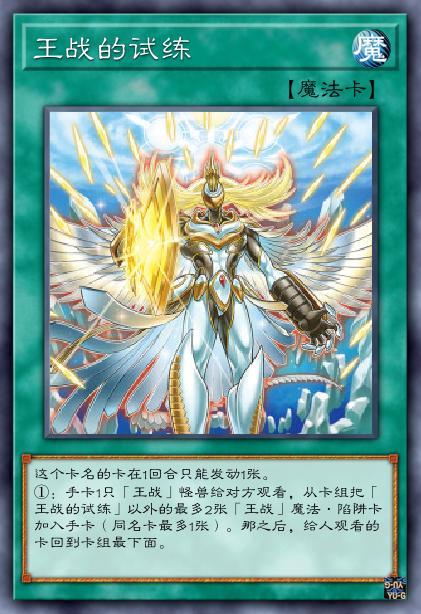 王战的试练
魔
【魔法卡】
这个卡名的卡在1回合只能发动1张。
①：手卡1只「王战」怪兽给对方观看，从卡组把「
王战的试练」以外的最多2张「王战」魔法·陷阱卡
加入手卡（同名卡最多1张）。那之后，给人观看的
卡回到卡组最下面。